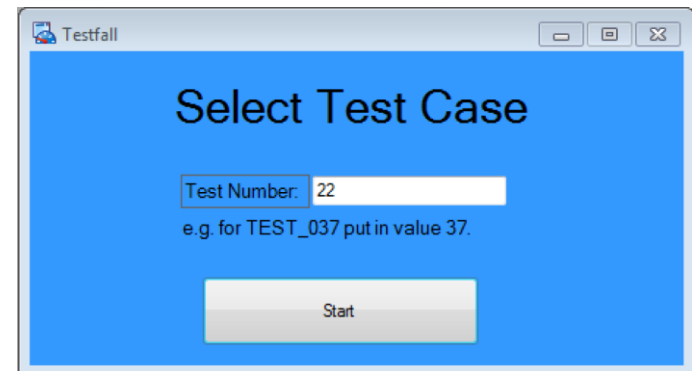 Testfall
Select Test Case
Test Number: 22
e.g. for TEST_037 put in value 37.
Start